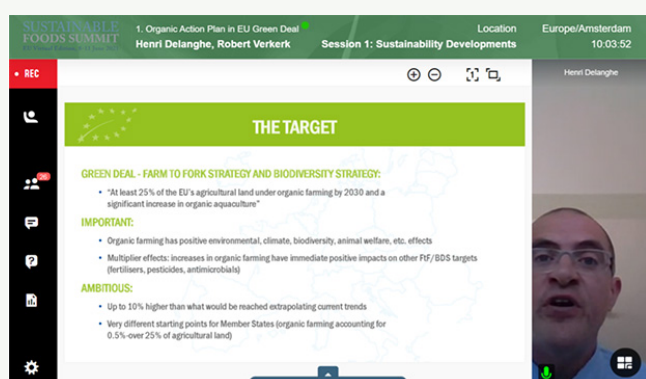 SUSTAINABLE
FOODS SUMMIT
1. Organic Action Plan in EU Green Deal
Henri Delanghe, Robert Verkerk
Session 1: Sustainability Developments
Location
Europe/Amsterdam
10:03:52
REC
Henri Delanghe
THE TARGET
GREEN DEAL - FARM TO FORK STRATEGY AND BIODIVERSITY STRATEGY:
• "At least 25% of the EU's agricultural land under organic farming by 2030 and a
significant increase in organic aquaculture"
IMPORTANT:
• Organic farming has positive environmental, climate, biodiversity, animal welfare, etc. effects
• Multiplier effects: increases in organic farming have immediate positive impacts on other FtF/BDS targets
(fertilisers, pesticides, antimicrobials)
AMBITIOUS:
• Up to 10% higher than what would be reached extrapolating current trends
• Very different starting points for Member States (organic farming accounting for
0.5%-over 25% of agricultural land)